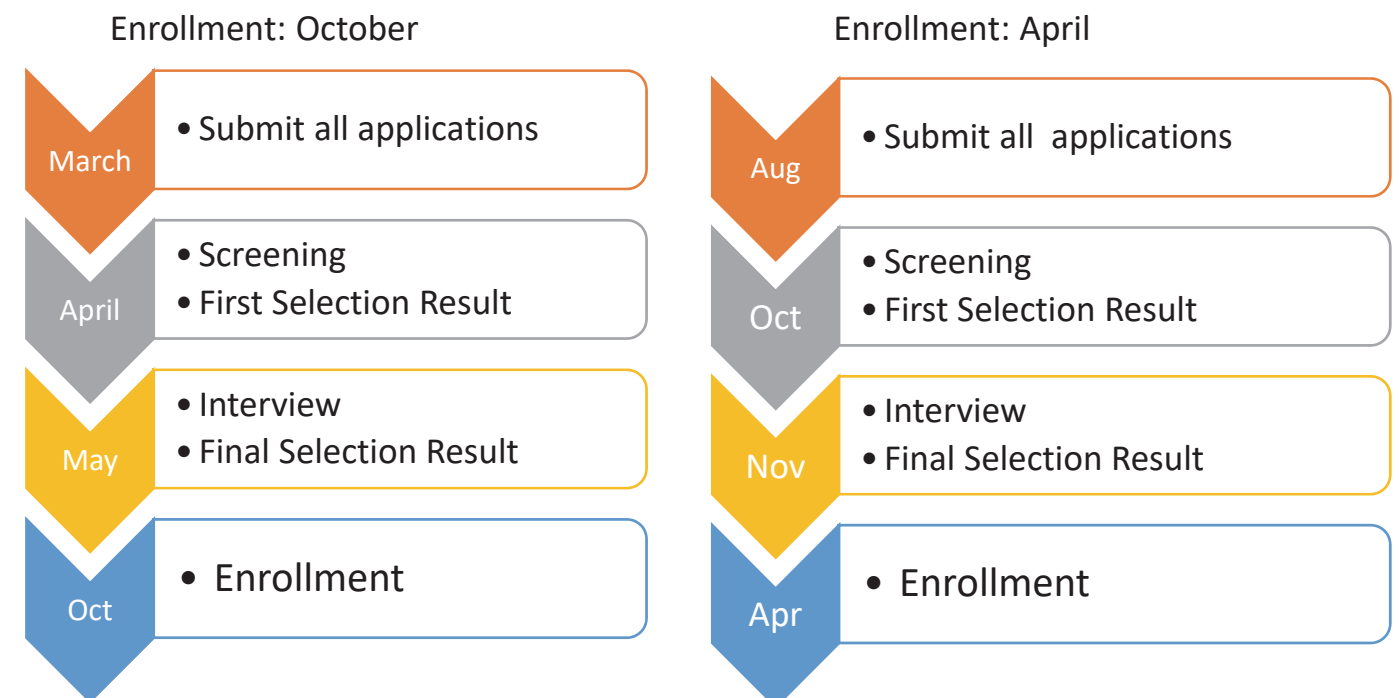 Enrollment: October
March
• Submit all applications
April
• Screening
• First Selection Result
May
• Interview
• Final Selection Result
Oct
• Enrollment
Enrollment: April
Aug
• Submit all  applications
Oct
• Screening
• First Selection Result
Nov
• Interview
• Final Selection Result
Apr
• Enrollment